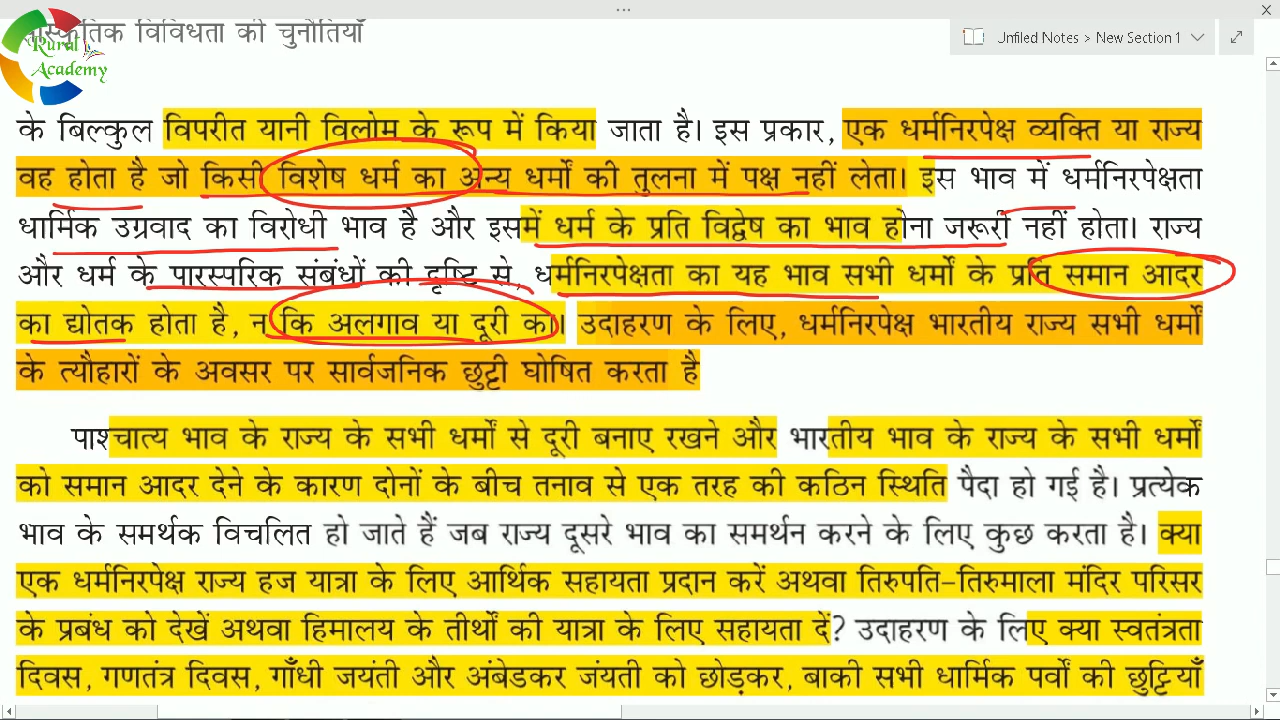 सांस्कृतिक विविधता की चुनौतियाँ
Rural
Academy
Unfiled Notes > New Section 1
के बिल्कुल विपरीत यानी विलोम के रूप में किया जाता है। इस प्रकार, एक धर्मनिरपेक्ष व्यक्ति या राज्य
वह होता है जो किसी विशेष धर्म का अन्य धर्मों की तुलना में पक्ष नहीं लेता। इस भाव में धर्मनिरपेक्षता
धार्मिक उग्रवाद का विरोधी भाव है और इसमें धर्म के प्रति विद्वेष का भाव होना जरूरी नहीं होता। राज्य
और धर्म के पारस्परिक संबंधों की दृष्टि से, धर्मनिरपेक्षता का यह भाव सभी धर्मों के प्रति समान आदर
का द्योतक होता है, न कि अलगाव या दूरी का। उदाहरण के लिए, धर्मनिरपेक्ष भारतीय राज्य सभी धर्मों
के त्यौहारों के अवसर पर सार्वजनिक छुट्टी घोषित करता है
पाश्चात्य भाव के राज्य के सभी धर्मों से दूरी बनाए रखने और भारतीय भाव के राज्य के सभी धर्मों
को समान आदर देने के कारण दोनों के बीच तनाव से एक तरह की कठिन स्थिति पैदा हो गई है। प्रत्येक
भाव के समर्थक विचलित हो जाते हैं जब राज्य दूसरे भाव का समर्थन करने के लिए कुछ करता है। क्या
एक धर्मनिरपेक्ष राज्य हज यात्रा के लिए आर्थिक सहायता प्रदान करें अथवा तिरुपति-तिरुमाला मंदिर परिसर
के प्रबंध को देखें अथवा हिमालय के तीर्थों की यात्रा के लिए सहायता दें? उदाहरण के लिए क्या स्वतंत्रता
दिवस, गणतंत्र दिवस, गाँधी जयंती और अंबेडकर जंयती को छोड़कर, बाकी सभी धार्मिक पर्वों की छुट्टियाँ